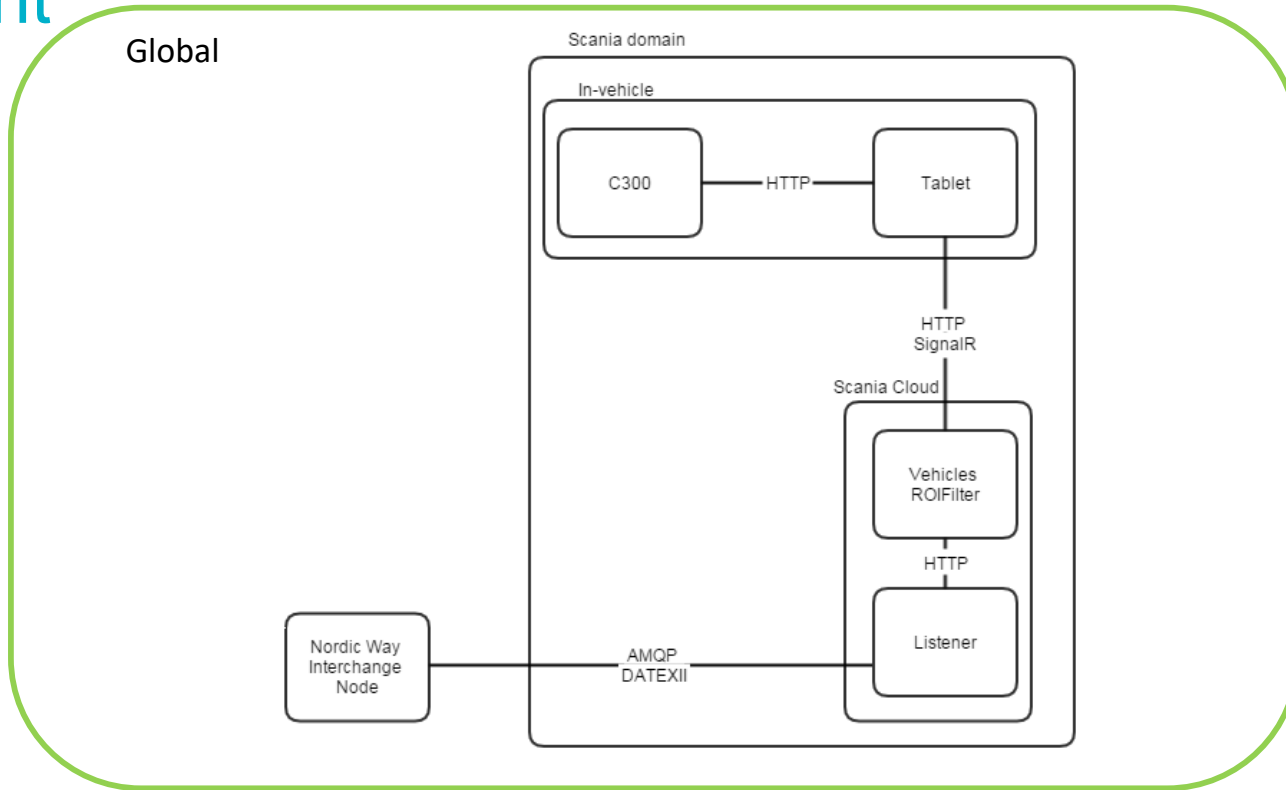 Global
Scania domain
In-vehicle
C300
HTTP
Tablet
HTTP
SignalR
Scania Cloud
Vehicles
ROIFilter
HTTP
Listener
Nordic Way
Interchange
Node
AMQP
DATEXII